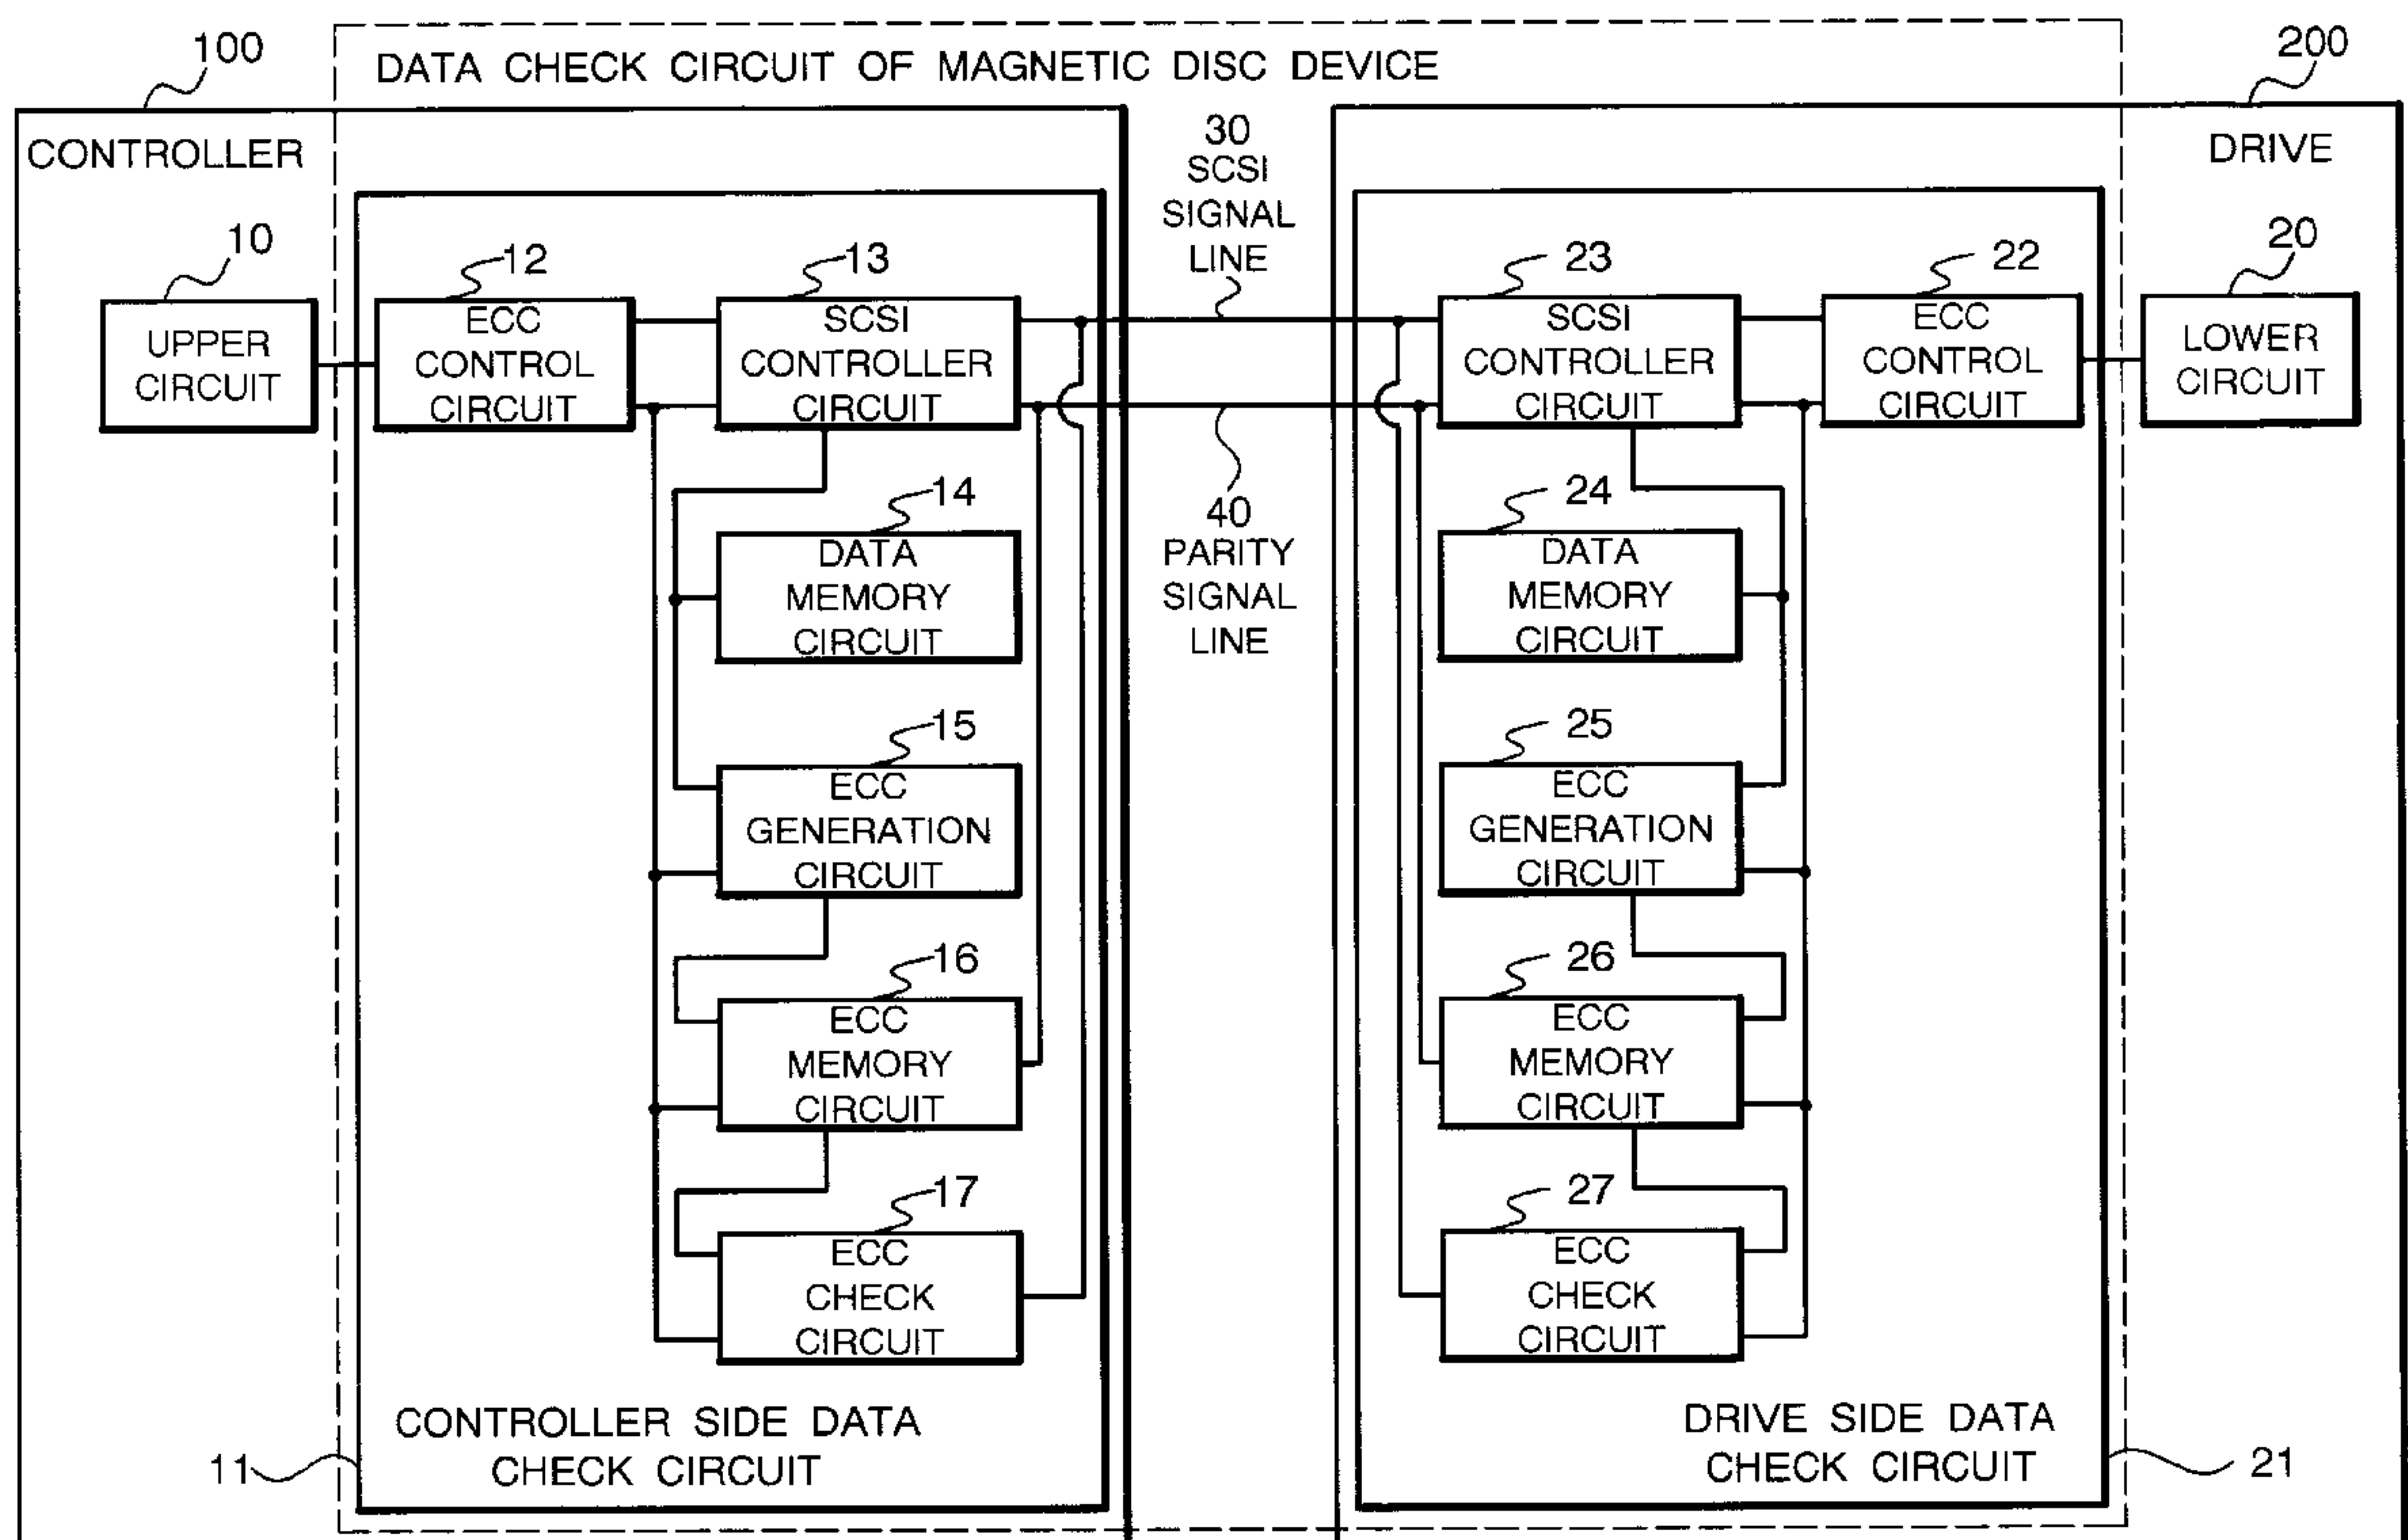 100
200
DATA CHECK CIRCUIT OF MAGNETIC DISC DEVICE
CONTROLLER
DRIVE
30
SCSI
SIGNAL
LINE
10
UPPER
CIRCUIT
12
ECC
CONTROL
CIRCUIT
13
SCSI
CONTROLLER
CIRCUIT
23
SCSI
CONTROLLER
CIRCUIT
22
ECC
CONTROL
CIRCUIT
20
LOWER
CIRCUIT
40
PARITY
SIGNAL
LINE
14
DATA
MEMORY
CIRCUIT
24
DATA
MEMORY
CIRCUIT
15
ECC
GENERATION
CIRCUIT
25
ECC
GENERATION
CIRCUIT
16
ECC
MEMORY
CIRCUIT
26
ECC
MEMORY
CIRCUIT
17
ECC
CHECK
CIRCUIT
27
ECC
CHECK
CIRCUIT
CONTROLLER SIDE DATA
CHECK CIRCUIT
11
DRIVE SIDE DATA
CHECK CIRCUIT
21